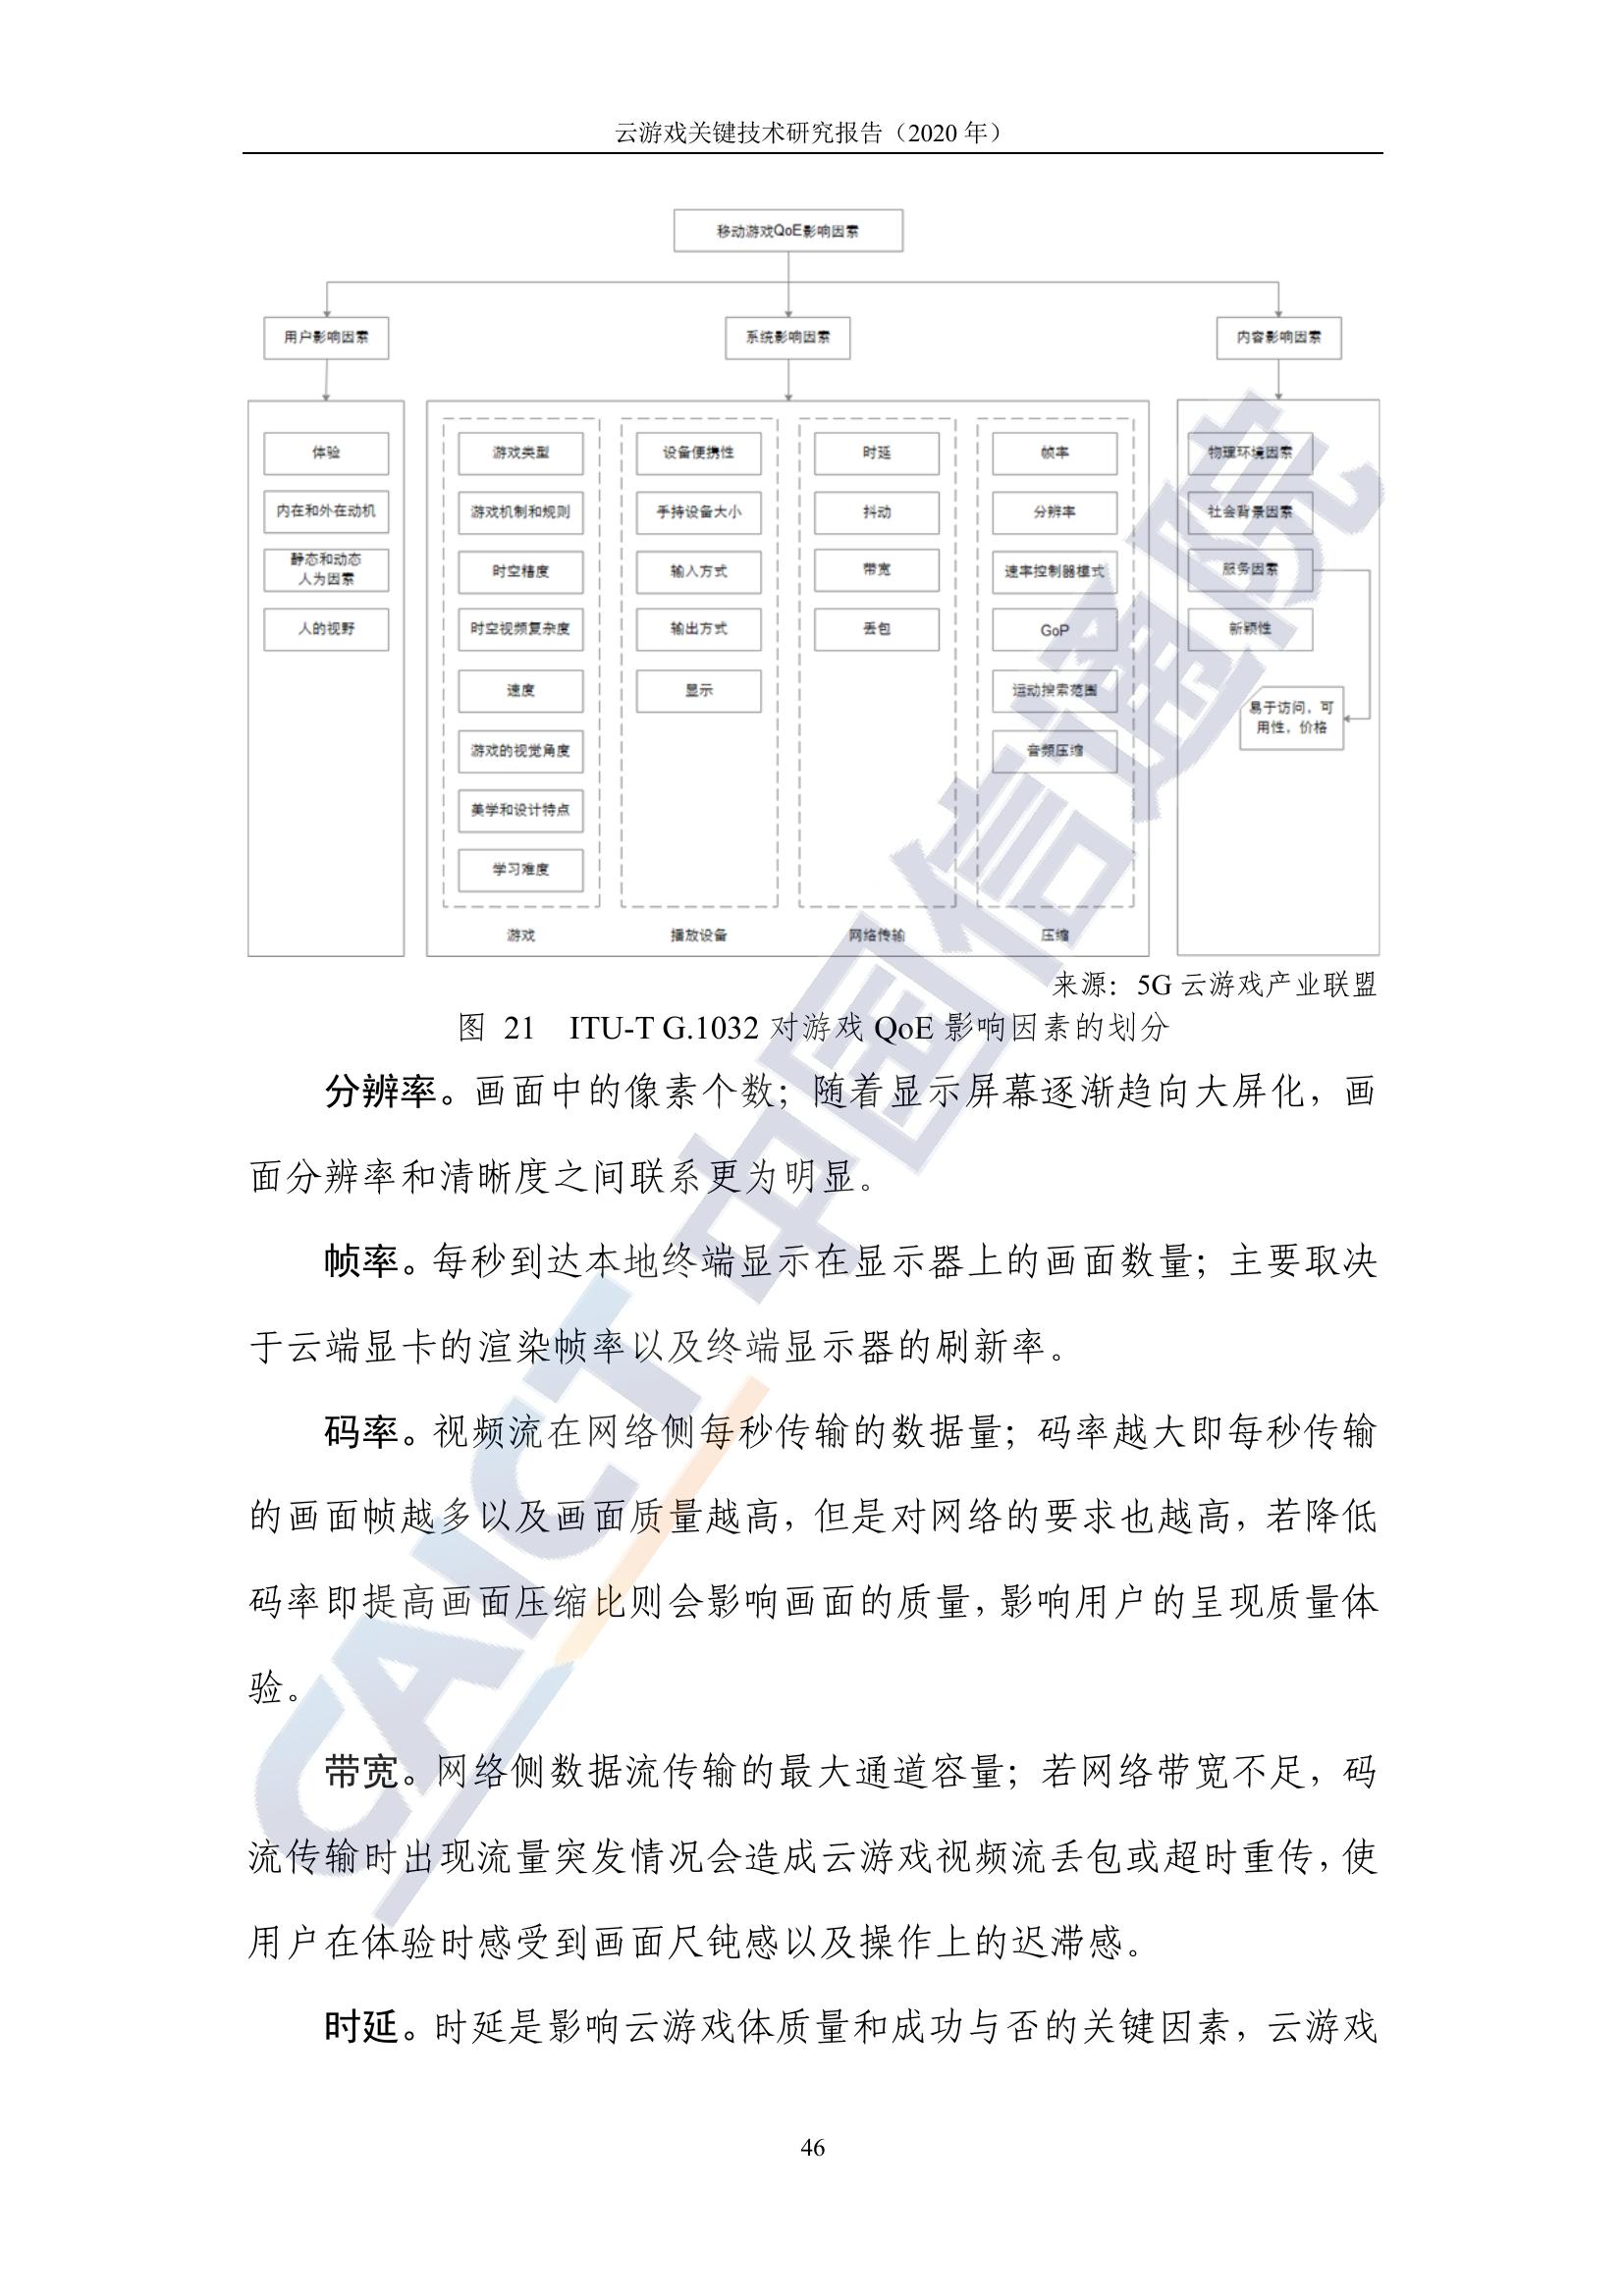 云游戏关键技术研究报告（2020 年）
移动游戏QoE影响因素
用户影响因素
系统影响因素
内容影响因素
体验
内在和外在动机
静态和动态
人为因素
人的视野
游戏类型
游戏机制和规则
时空精度
时空视频复杂度
速度
游戏的视觉角度
美学和设计特点
学习难度
游戏
设备便携性
手持设备大小
输入方式
输出方式
显示
播放设备
时延
抖动
带宽
丢包
网络传输
帧率
分辨率
速率控制器模式
GoP
运动搜索范围
音频压缩
压缩
物理环境因素
社会背景因素
服务因素
新颖性
易于访问，可
用性，价格
来源：5G 云游戏产业联盟
图 21 ITU-T G.1032 对游戏 QoE 影响因素的划分
分辨率。画面中的像素个数；随着显示屏幕逐渐趋向大屏化，画
面分辨率和清晰度之间联系更为明显。
帧率。每秒到达本地终端显示在显示器上的画面数量；主要取决
于云端显卡的渲染帧率以及终端显示器的刷新率。
码率。视频流在网络侧每秒传输的数据量；码率越大即每秒传输
的画面帧越多以及画面质量越高，但是对网络的要求也越高，若降低
码率即提高画面压缩比则会影响画面的质量，影响用户的呈现质量体
验。
带宽。网络侧数据流传输的最大通道容量；若网络带宽不足，码
流传输时出现流量突发情况会造成云游戏视频流丢包或超时重传，使
用户在体验时感受到画面尺钝感以及操作上的迟滞感。
时延。时延是影响云游戏体质量和成功与否的关键因素，云游戏
46
CAICT 中国信通院